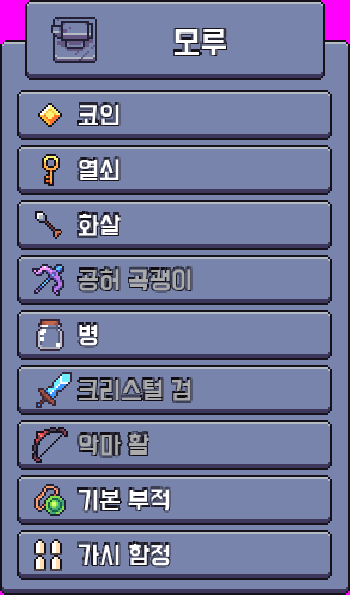 모루
코인
열쇠
화살
공허 곡괭이
병
크리스털 검
악마 활
기본 부적
가시 함정